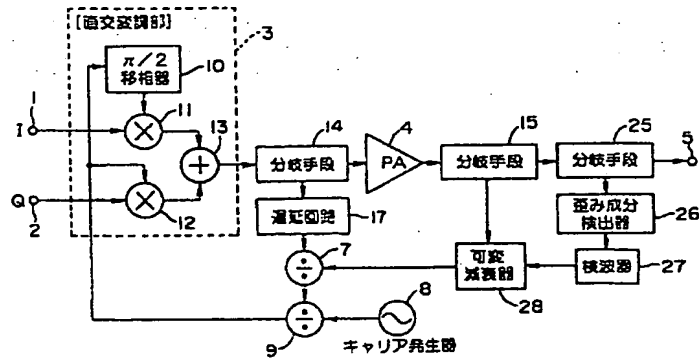 [直交変調部]
3
π/2
移相器
10
1
I
11
13
14
4
15
25
5
分岐手段
PA
分岐手段
分岐手段
Q
2
12
遅延回路
17
歪み成分
検出器
26
7
可変
減衰器
28
検波器
27
8
9
キャリア発生器